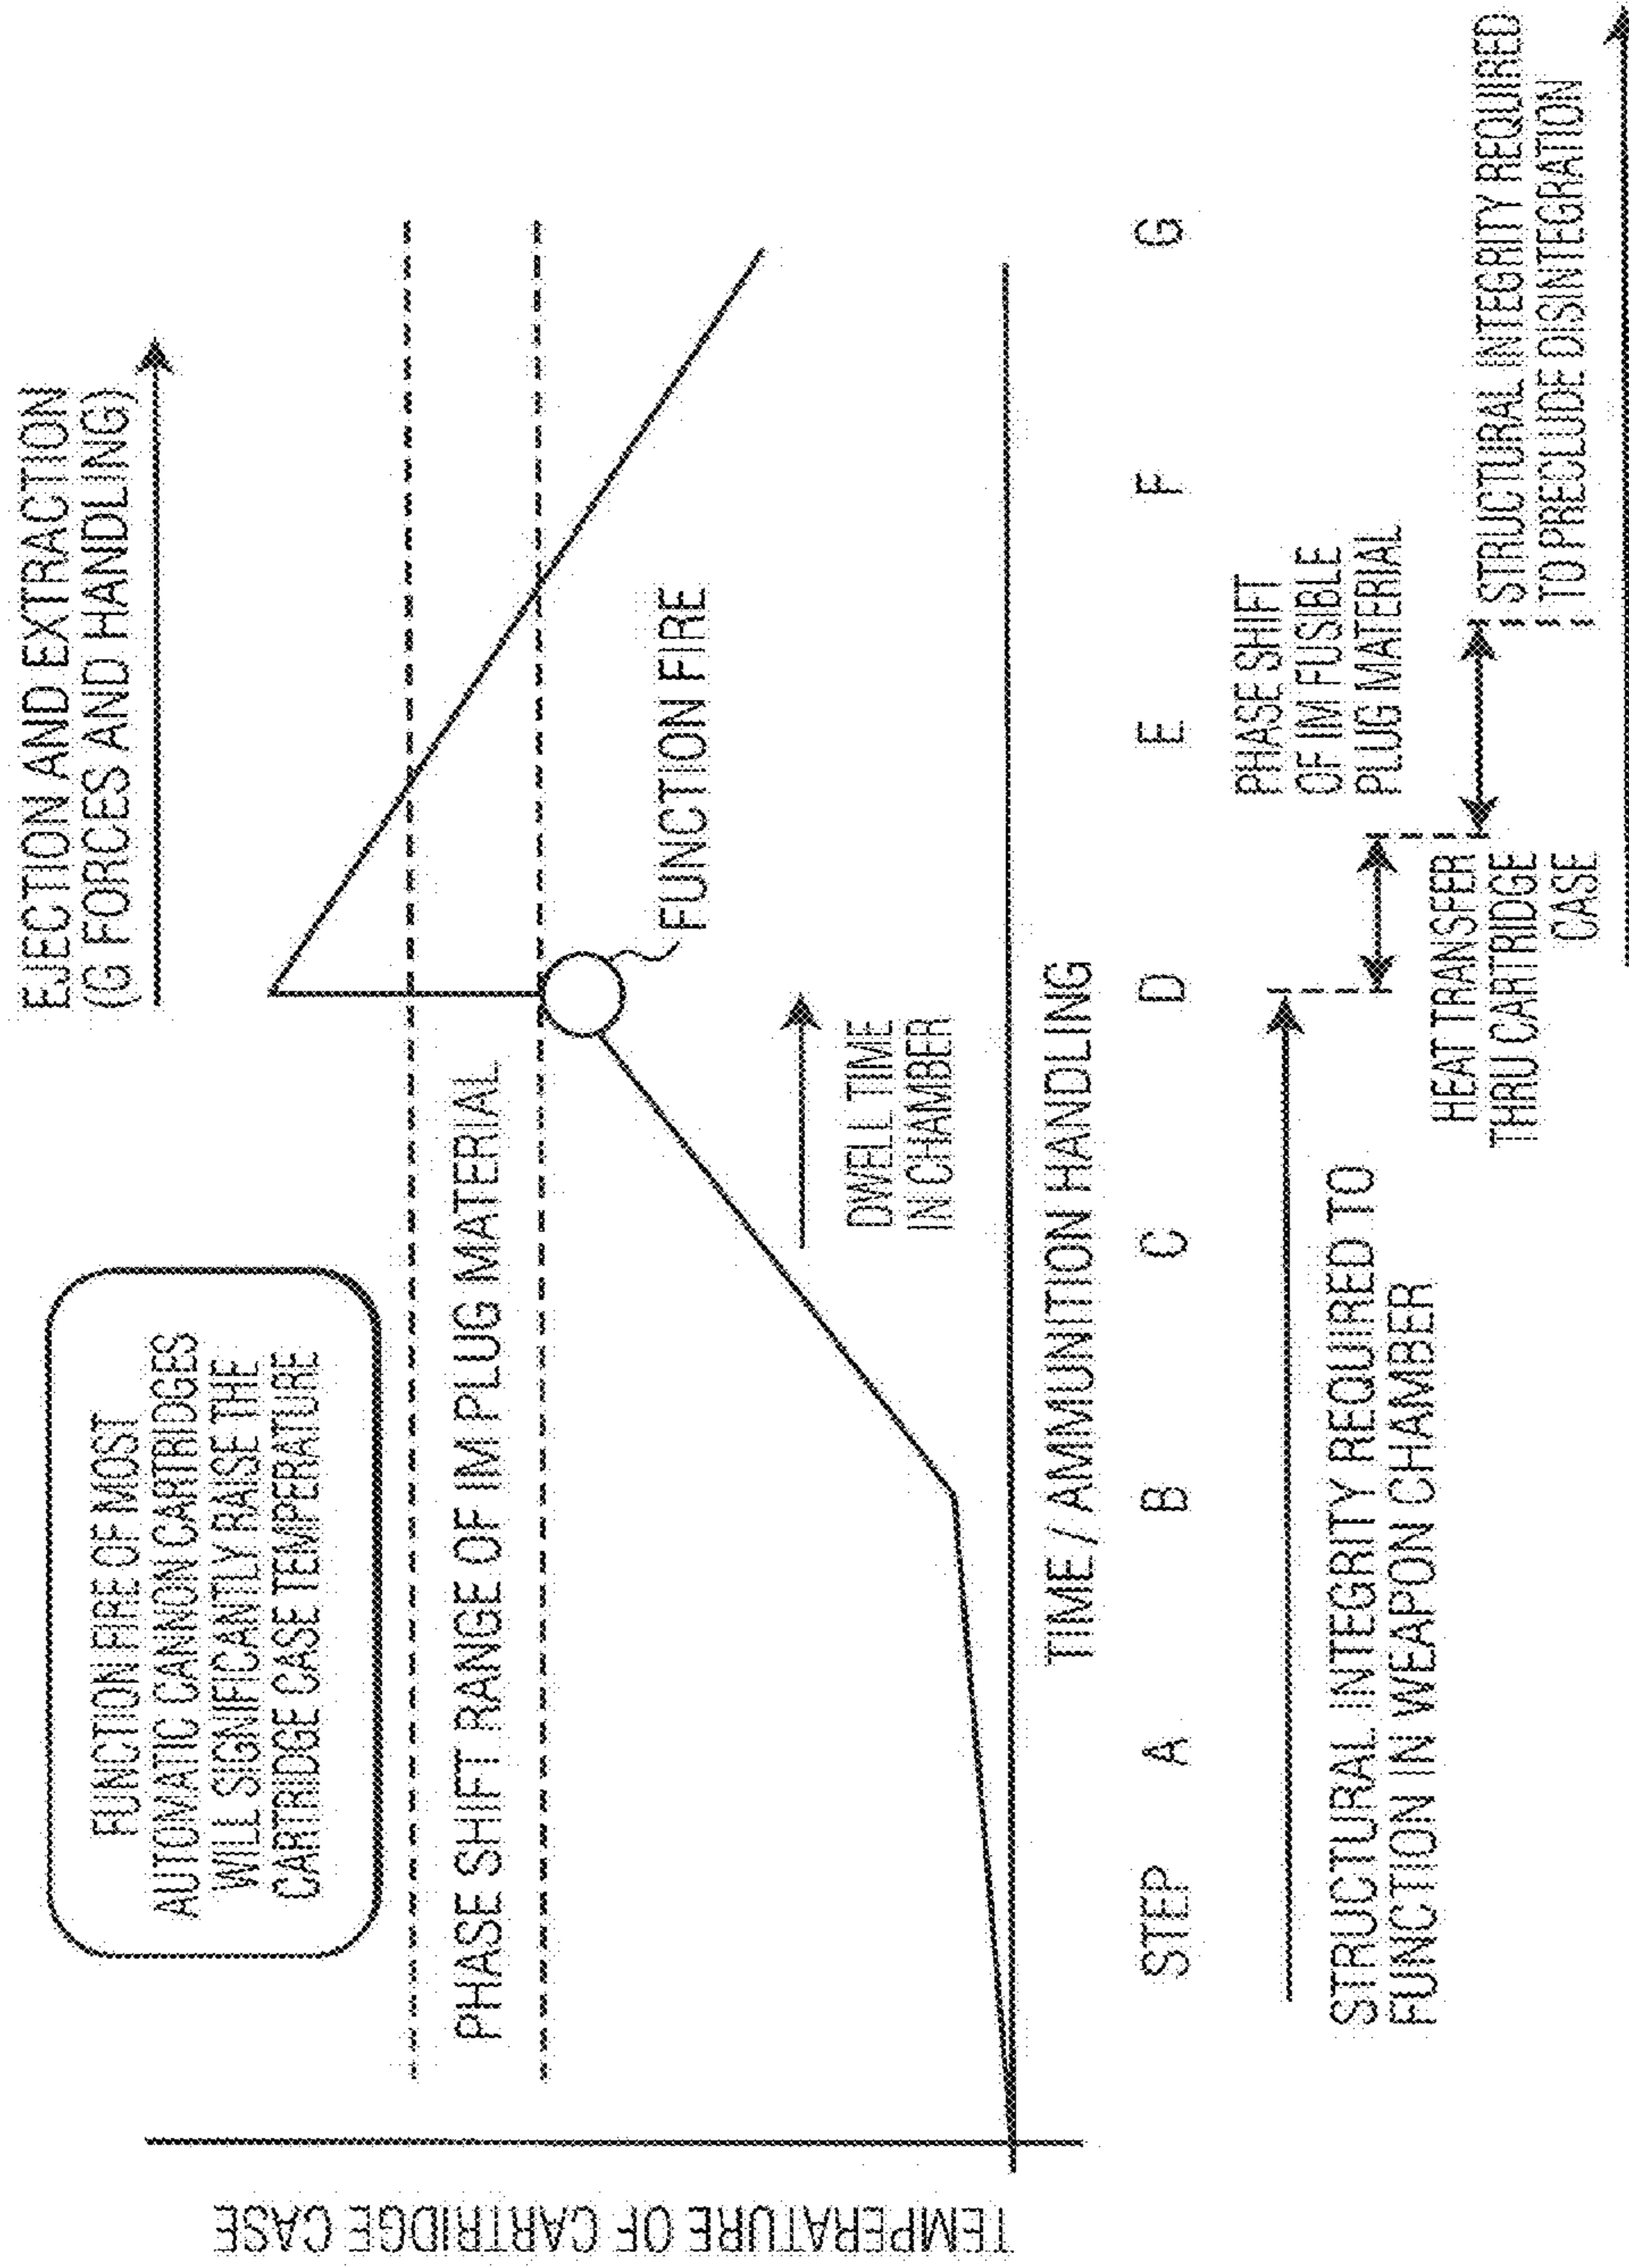 EJECTION AND EXTRACTION
(G FORCES AND HANDLING)
FUNCTION FIRE OF MOST
AUTOMATIC CANNON CARTRIDGES
WILL SIGNIFICANTLY RAISE THE
CARTRIDGE CASE TEMPERATURE
PHASE SHIFT RANGE OF IM PLUG MATERIAL
FUNCTION FIRE
DWELL TIME
IN CHAMBER
TEMPERATURE OF CARTRIDGE CASE
TIME / AMMUNITION HANDLING
STEP A B C D E F G
STRUCTURAL INTEGRITY REQUIRED TO
FUNCTION IN WEAPON CHAMBER
PHASE SHIFT
OF IM FUSIBLE
PLUG MATERIAL
HEAT TRANSFER
THRU CARTRIDGE
CASE
STRUCTURAL INTEGRITY REQUIRED
TO PRECLUDE DISINTEGRATION